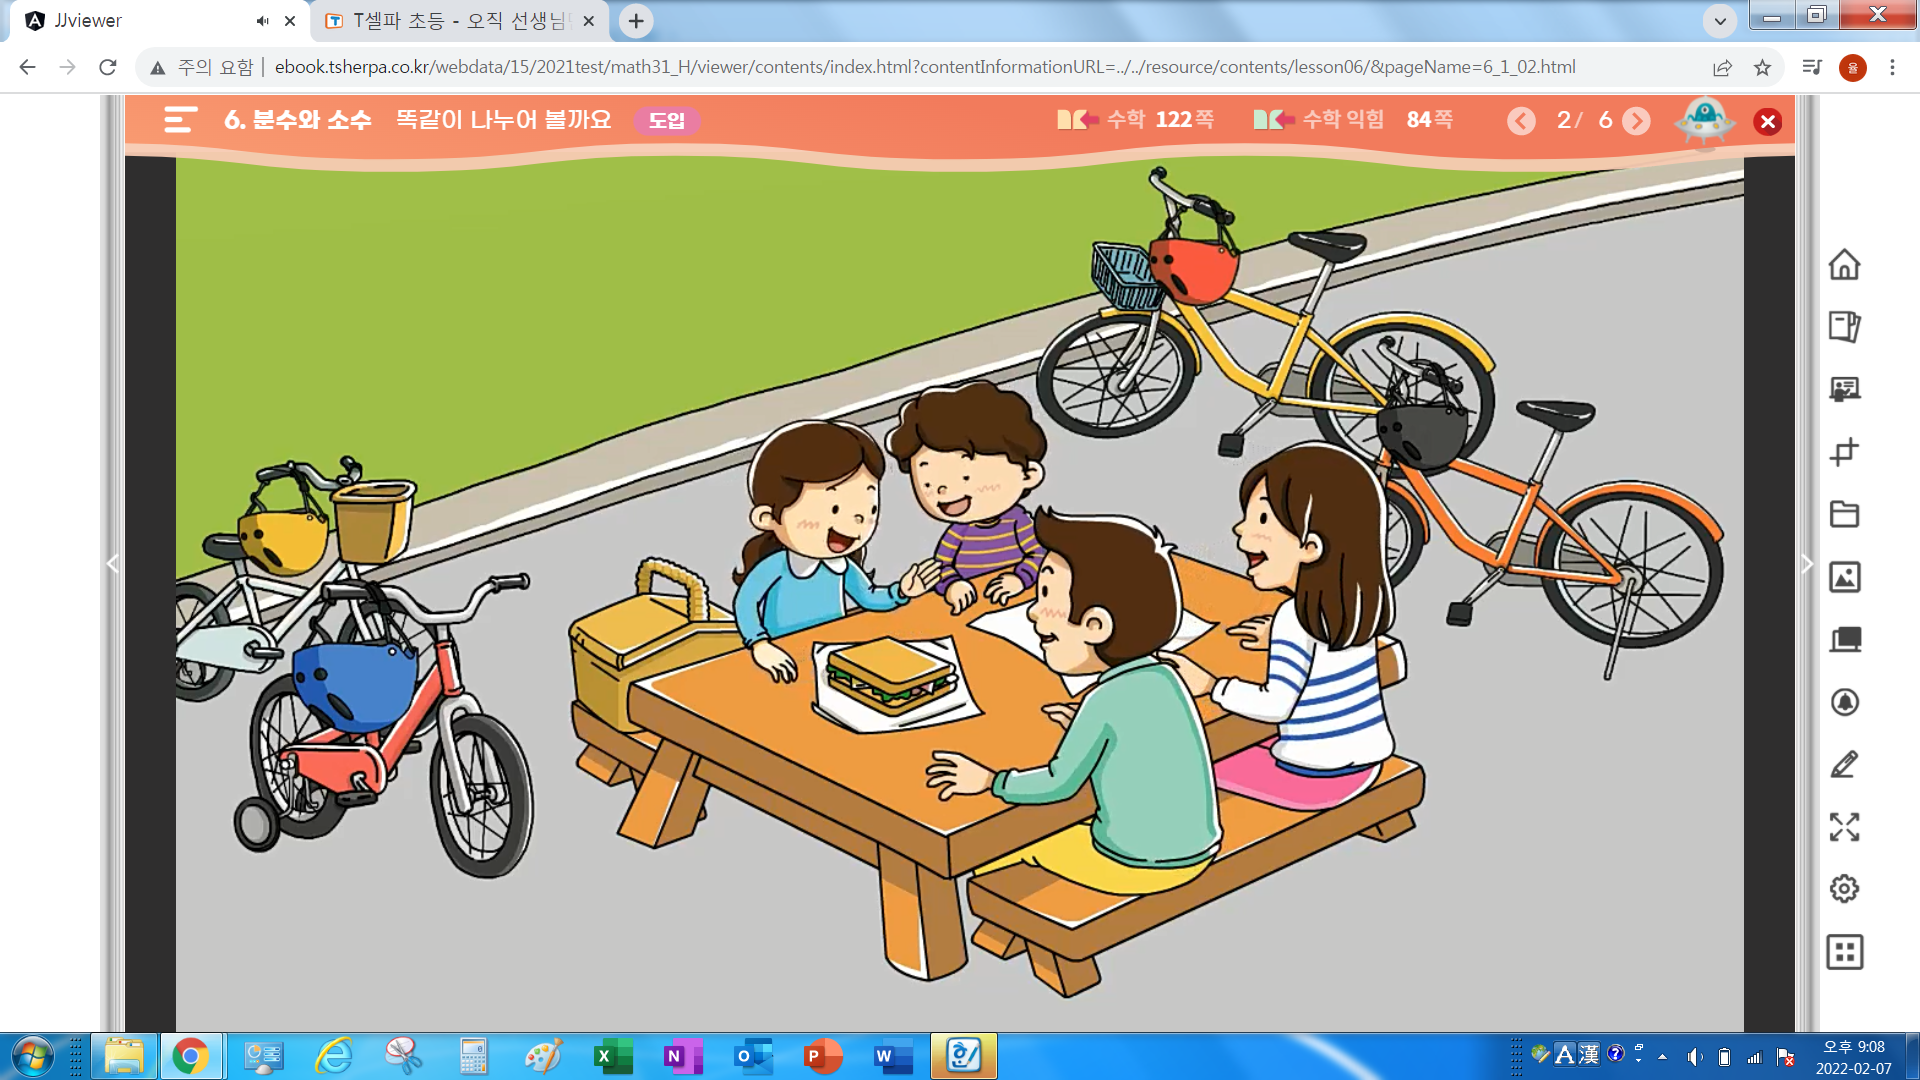 JJviewer
T셀파 초등 - 오직 선생님
주의 요함
ebook.tsherpa.co.kr/webdata/15/2021test/math31_H/viewer/contents/index.html?contentInformationURL=../../resource/contents/lesson06/&pageName=6_1_02.html
율
6. 분수와 소수 똑같이 나누어 볼까요 도입
수학 122쪽
수학 익힘 84쪽
2 / 6
A 漢
오후 9:08
2022-02-07